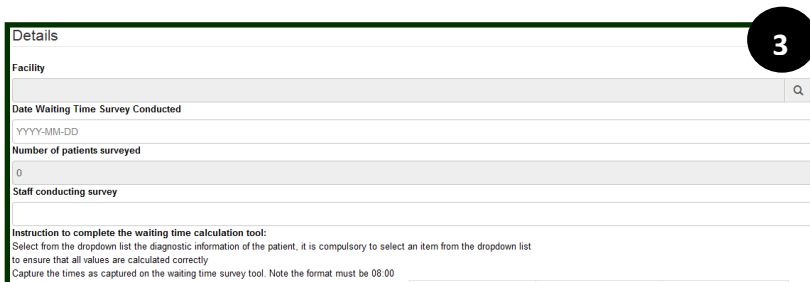 Details
3
Facility
Date Waiting Time Survey Conducted
YYYY-MM-DD
Number of patients surveyed
0
Staff conducting survey
Instruction to complete the waiting time calculation tool:
Select from the dropdown list the diagnostic information of the patient, it is compulsory to select an item from the dropdown list
to ensure that all values are calculated correctly
Capture the times as captured on the waiting time survey tool. Note the format must be 08:00